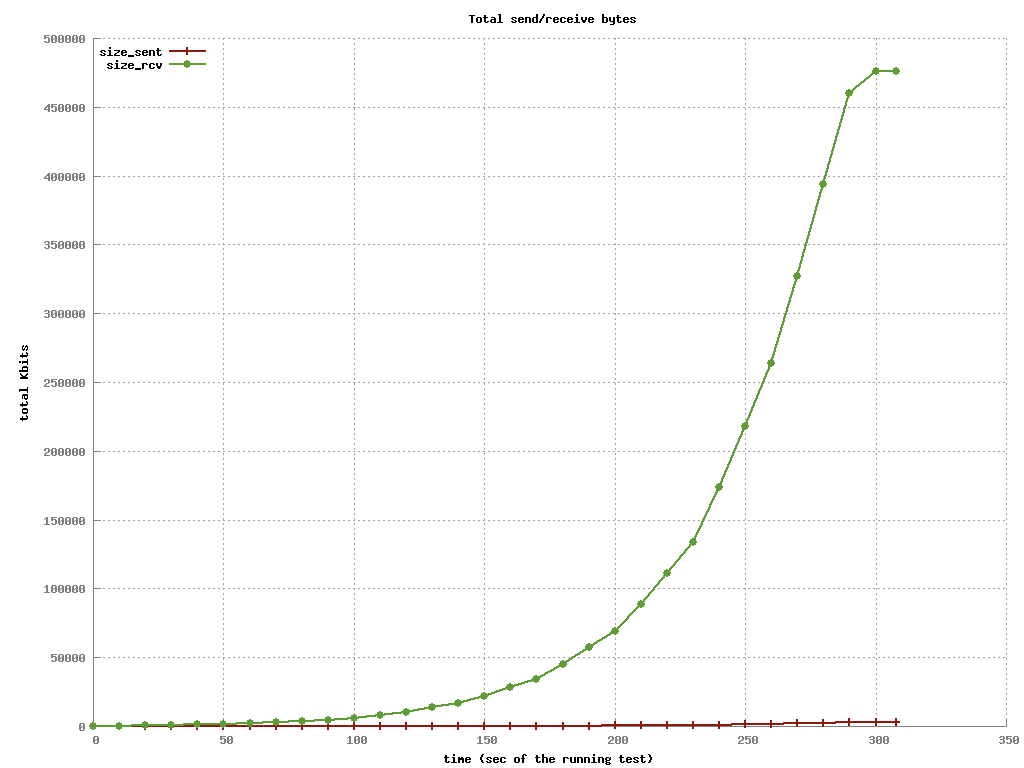 Total send/receive bytes
500000
450000
400000
350000
300000
250000
200000
150000
100000
50000
0
size_sent
size_rcv
total Kbits
0 50 100 150 200 250 300 350
time (sec of the running test)